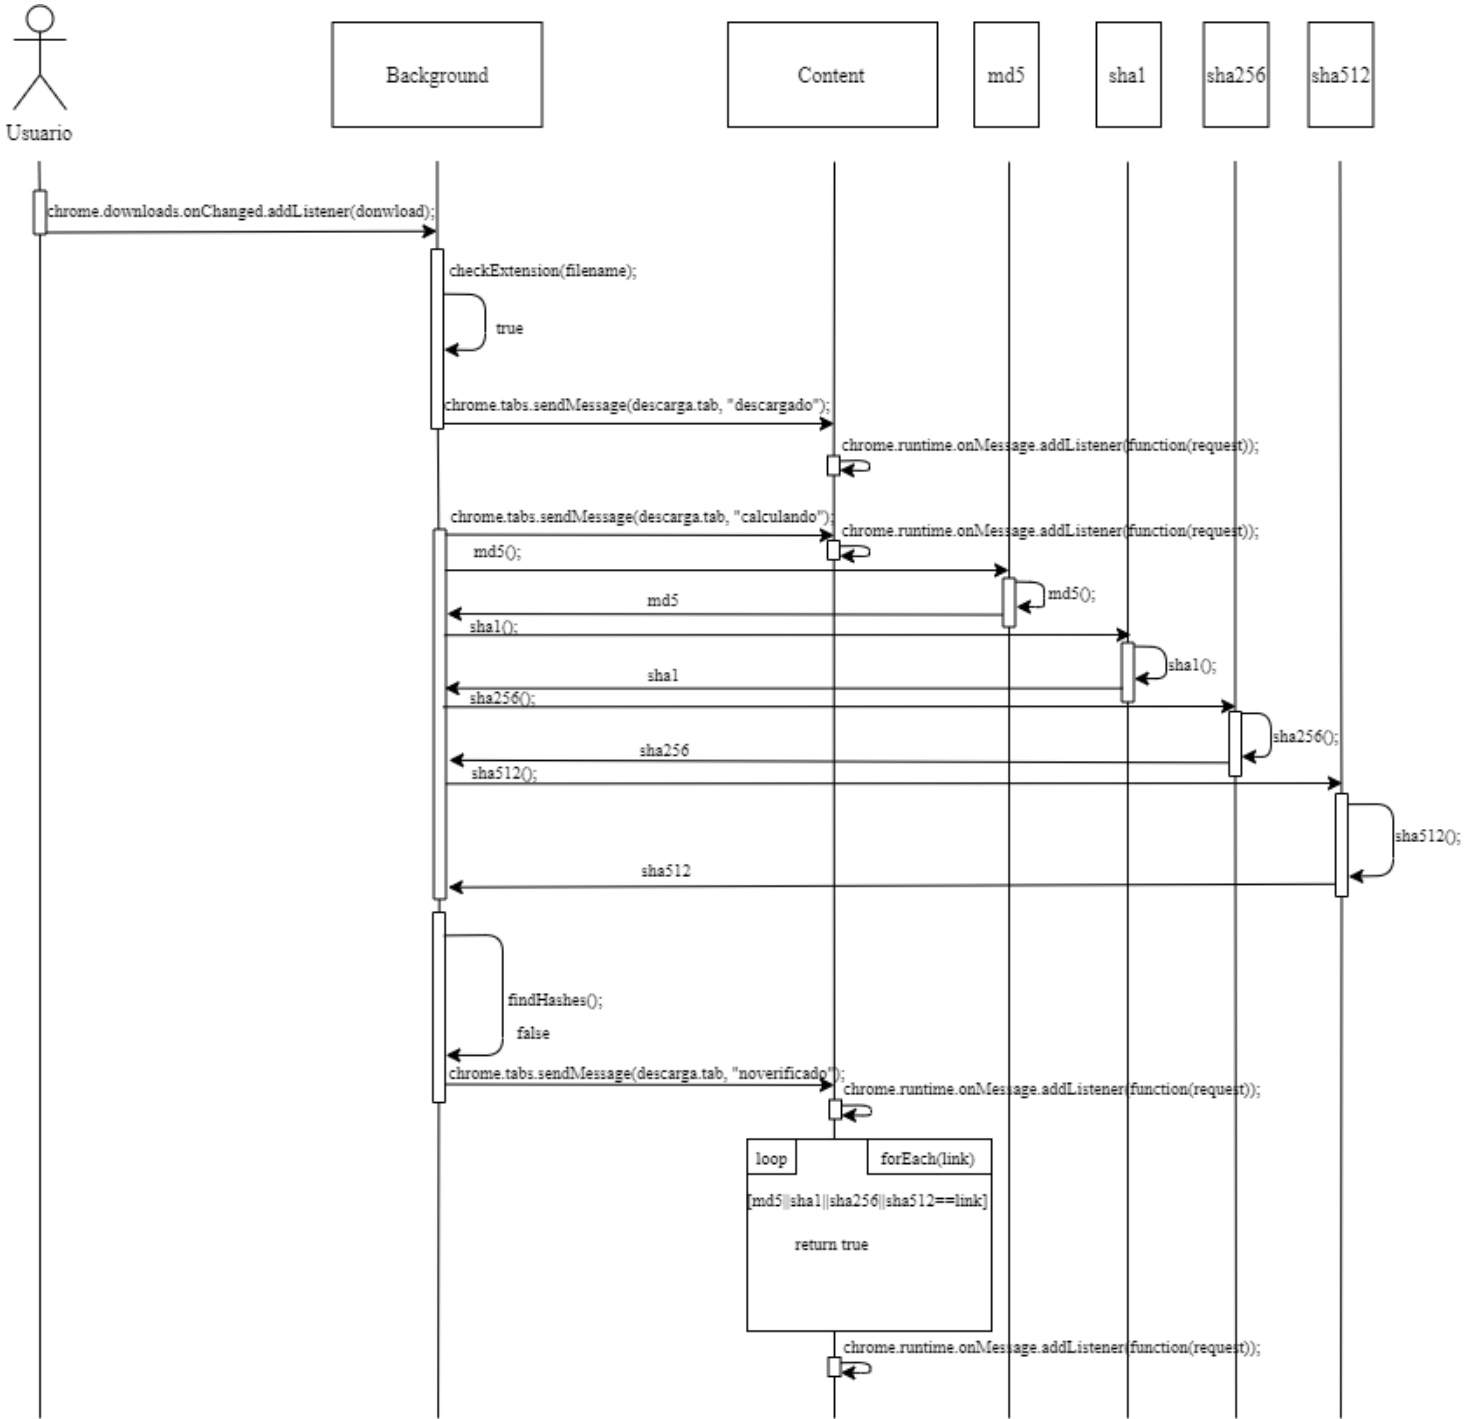 Usuario
Background
Content
md5
sha1
sha256
sha512
chrome.downloads.onChanged.addListener(donwload);
checkExtension(filename);
true
chrome.tabs.sendMessage(descarga.tab, "descargado");
chrome.runtime.onMessage.addListener(function(request));
chrome.tabs.sendMessage(descarga.tab, "calculando");
chrome.runtime.onMessage.addListener(function(request));
md5();
md5();
md5
sha1();
sha1();
sha1
sha256();
sha256();
sha256
sha512();
sha512();
sha512
findHashes();
false
chrome.tabs.sendMessage(descarga.tab, "noverificado");
chrome.runtime.onMessage.addListener(function(request));
loop
forEach(link)
[md5||sha1||sha256||sha512==link]
return true
chrome.runtime.onMessage.addListener(function(request));